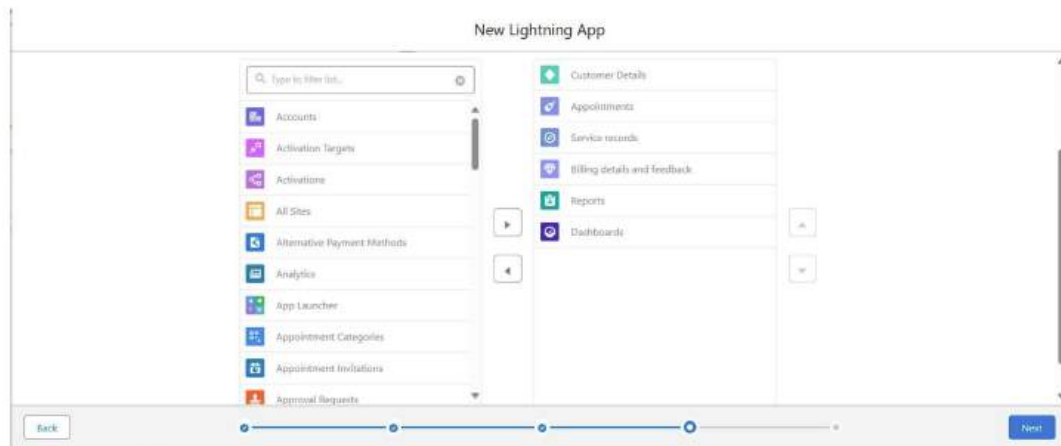 New Lightning App
Type to filter list...
Accounts
Activation Targets
Activations
All Sites
Alternative Payment Methods
Analytics
App Launcher
Appointment Categories
Appointment Invitations
Approval Requests
Customer Details
Appointments
Service records
Billing details and feedback
Reports
Dashboards
Back
Next